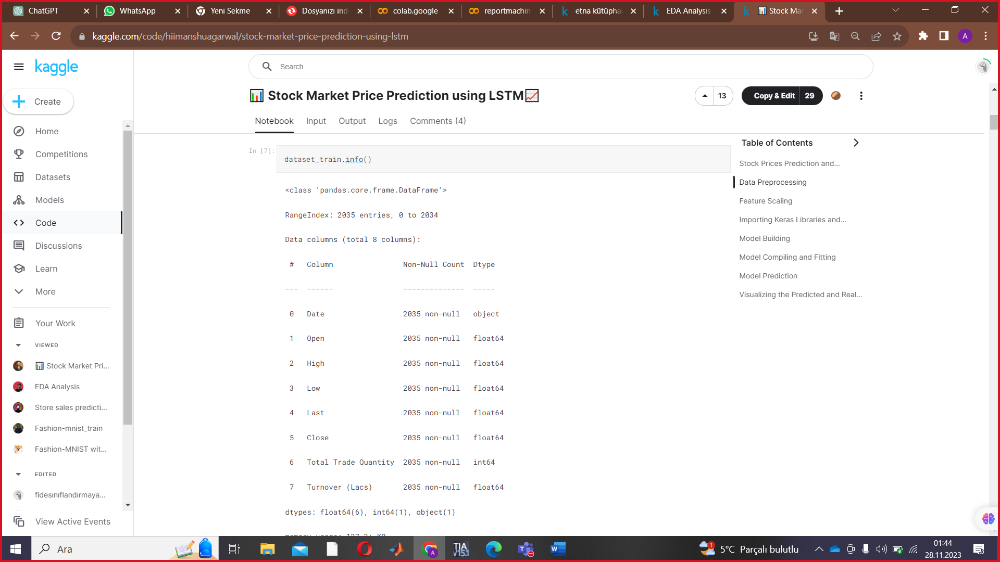 ChatGPT
WhatsApp
Yeni Sekme
Dosyanızı ind
colab.google
reportmachin
etna kütüpha
EDA Analysis
Stock Mar
kaggle.com/code/hiimanshuagarwal/stock-market-price-prediction-using-lstm
A
kaggle
Search
Create
Home
Competitions
Datasets
Models
Code
Discussions
Learn
More
Your Work
VIEWED
Stock Market Pri...
EDA Analysis
Store sales predicti...
Fashion-mnist_train
Fashion-MNIST wit...
EDITED
fidesınıflandırmaya...
View Active Events
Stock Market Price Prediction using LSTM
13
Copy & Edit 29
Notebook Input Output Logs Comments (4)
In [7]:
dataset_train.info()
<class 'pandas.core.frame.DataFrame'>
RangeIndex: 2035 entries, 0 to 2034
Data columns (total 8 columns):
# Column Non-Null Count Dtype
--- ------ -------------- -----
0 Date 2035 non-null object
1 Open 2035 non-null float64
2 High 2035 non-null float64
3 Low 2035 non-null float64
4 Last 2035 non-null float64
5 Close 2035 non-null float64
6 Total Trade Quantity 2035 non-null int64
7 Turnover (Lacs) 2035 non-null float64
dtypes: float64(6), int64(1), object(1)
memory usage: 127.3+ KB
Table of Contents
Stock Prices Prediction and...
Data Preprocessing
Feature Scaling
Importing Keras Libraries and...
Model Building
Model Compiling and Fitting
Model Prediction
Visualizing the Predicted and Real...
Ara
A
TIA
V15.1
1
5°C Parçalı bulutlu
01:44
28.11.2023